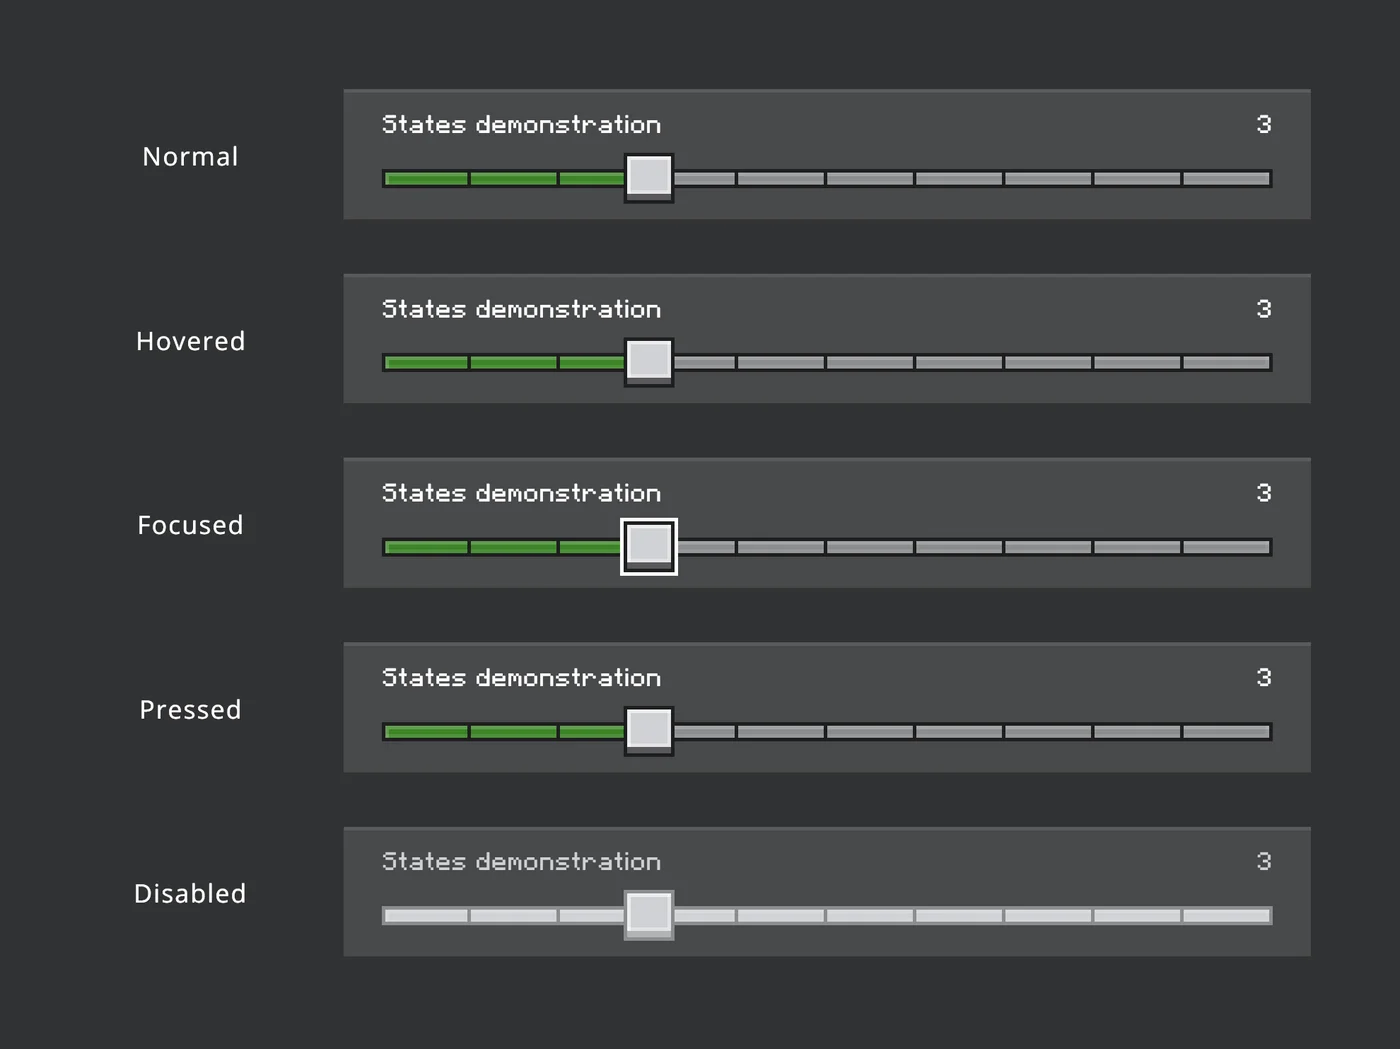 States demonstration 3
Normal
States demonstration 3
Hovered
States demonstration 3
Focused
States demonstration 3
Pressed
States demonstration 3
Disabled